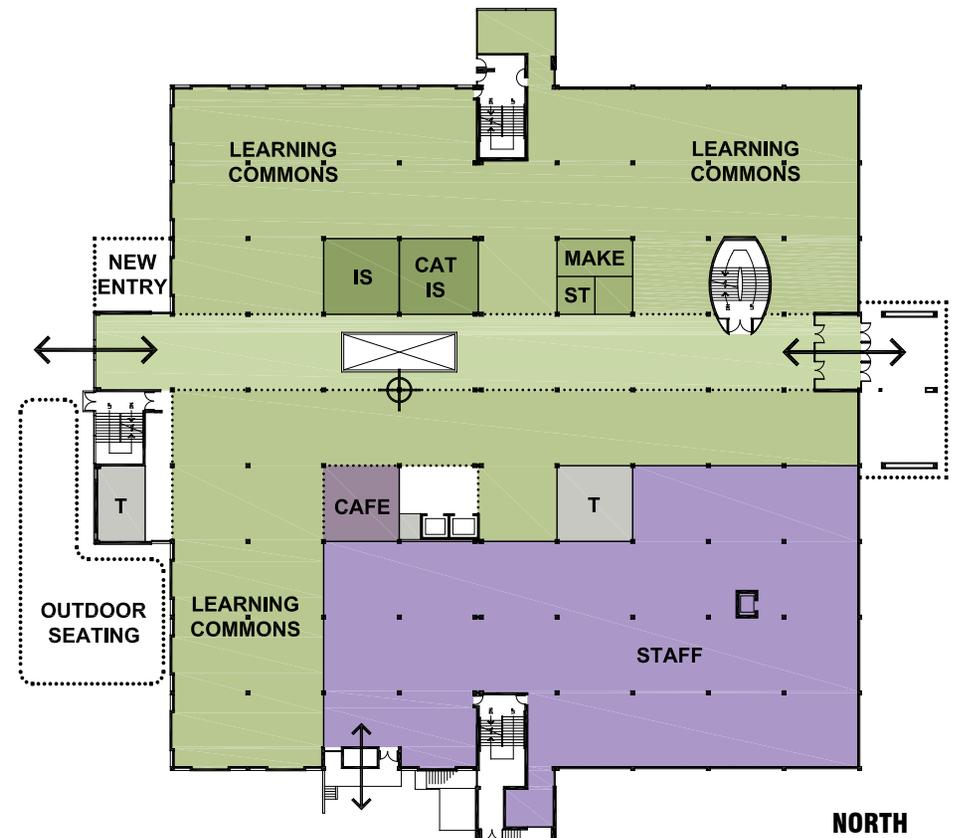 LEARNING
COMMONS
LEARNING
COMMONS
NEW
ENTRY
IS
CAT
IS
MAKE
ST
T
CAFE
T
OUTDOOR
SEATING
LEARNING
COMMONS
STAFF
NORTH